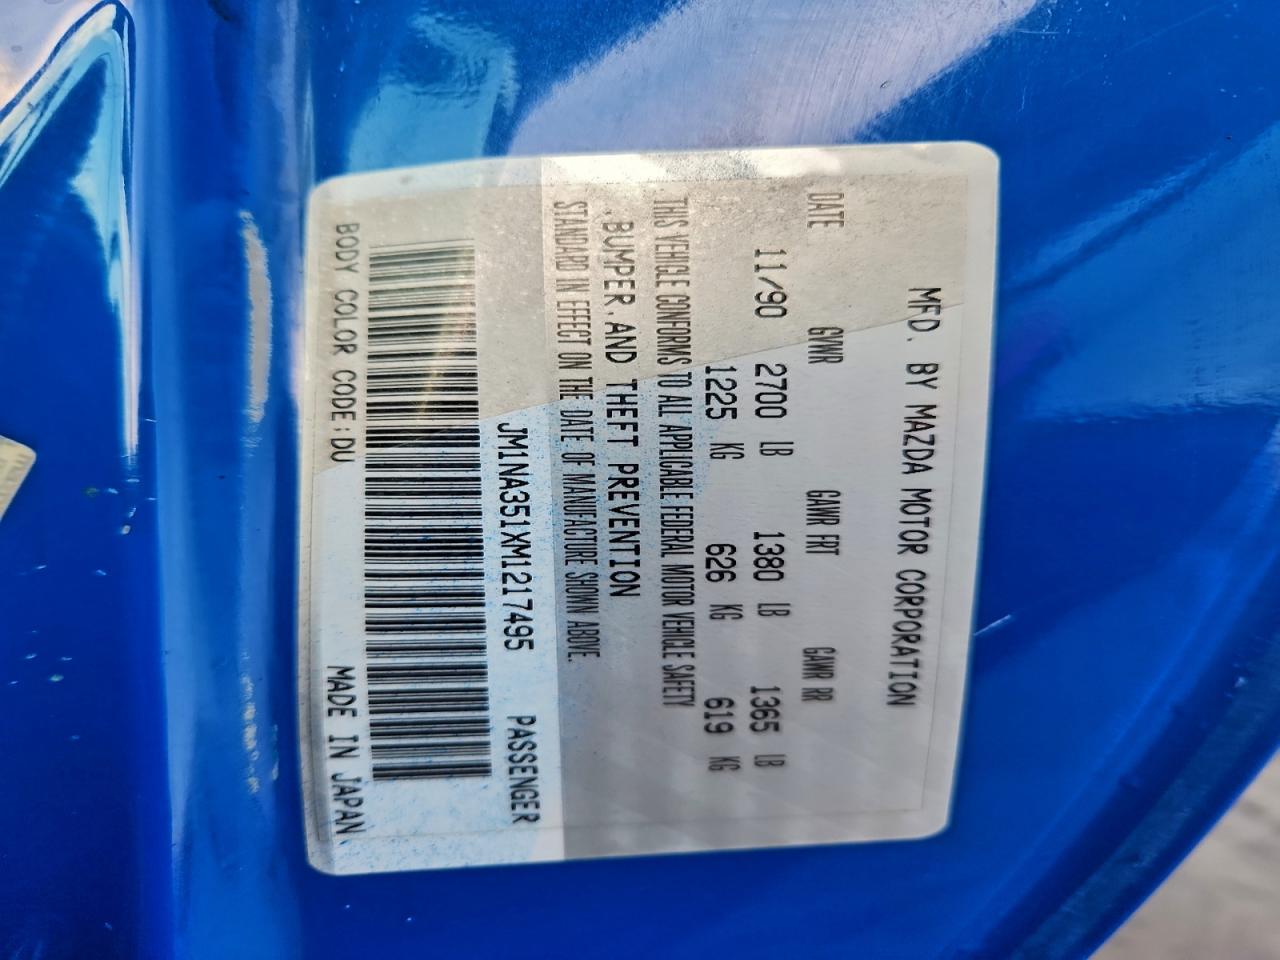 MFD. BY MAZDA MOTOR CORPORATION
DATE GVWR GAWR FRT GAWR RR
11/90 2700 LB 1380 LB 1365 LB
1225 KG 626 KG 619 KG
THIS VEHICLE CONFORMS TO ALL APPLICABLE FEDERAL MOTOR VEHICLE SAFETY
,BUMPER, AND THEFT PREVENTION
STANDARD IN EFFECT ON THE DATE OF MANUFACTURE SHOWN ABOVE.
JM1NA351XM1217495 PASSENGER
BODY COLOR CODE:DU MADE IN JAPAN